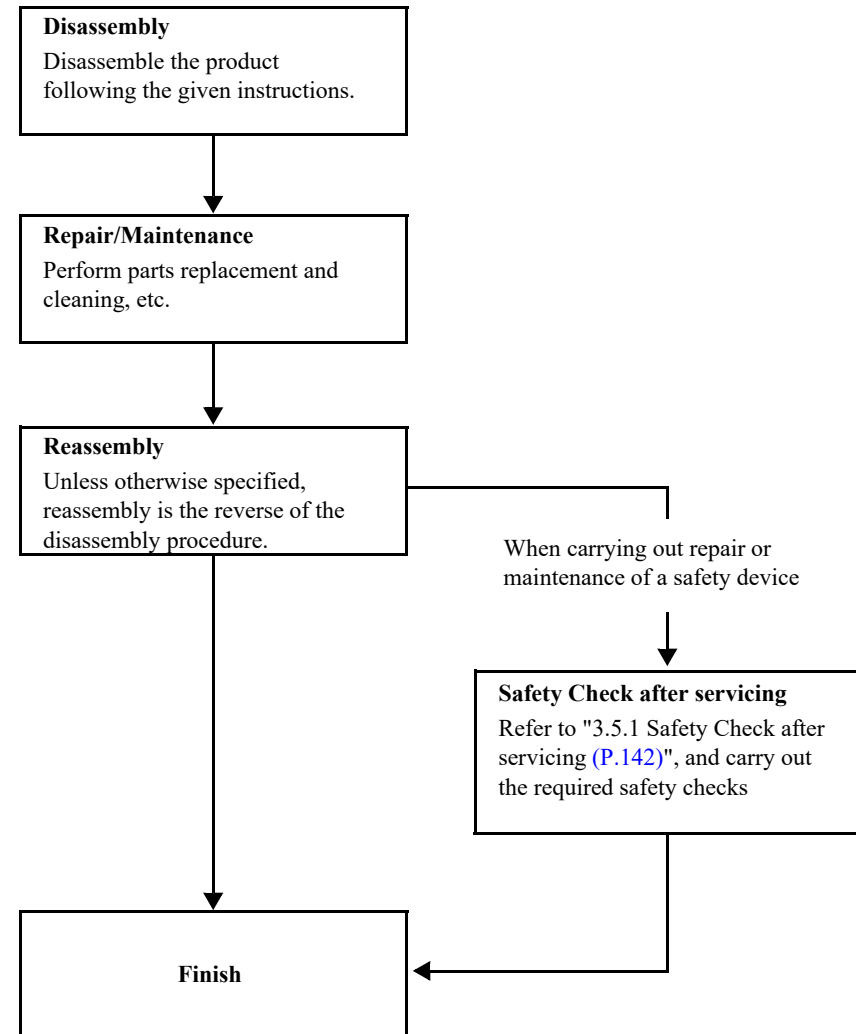 Disassembly
Disassemble the product
following the given instructions.
Repair/Maintenance
Perform parts replacement and
cleaning, etc.
Reassembly
Unless otherwise specified,
reassembly is the reverse of the
disassembly procedure.
When carrying out repair or
maintenance of a safety device
Safety Check after servicing
Refer to "3.5.1 Safety Check after
servicing (P.142)", and carry out
the required safety checks
Finish